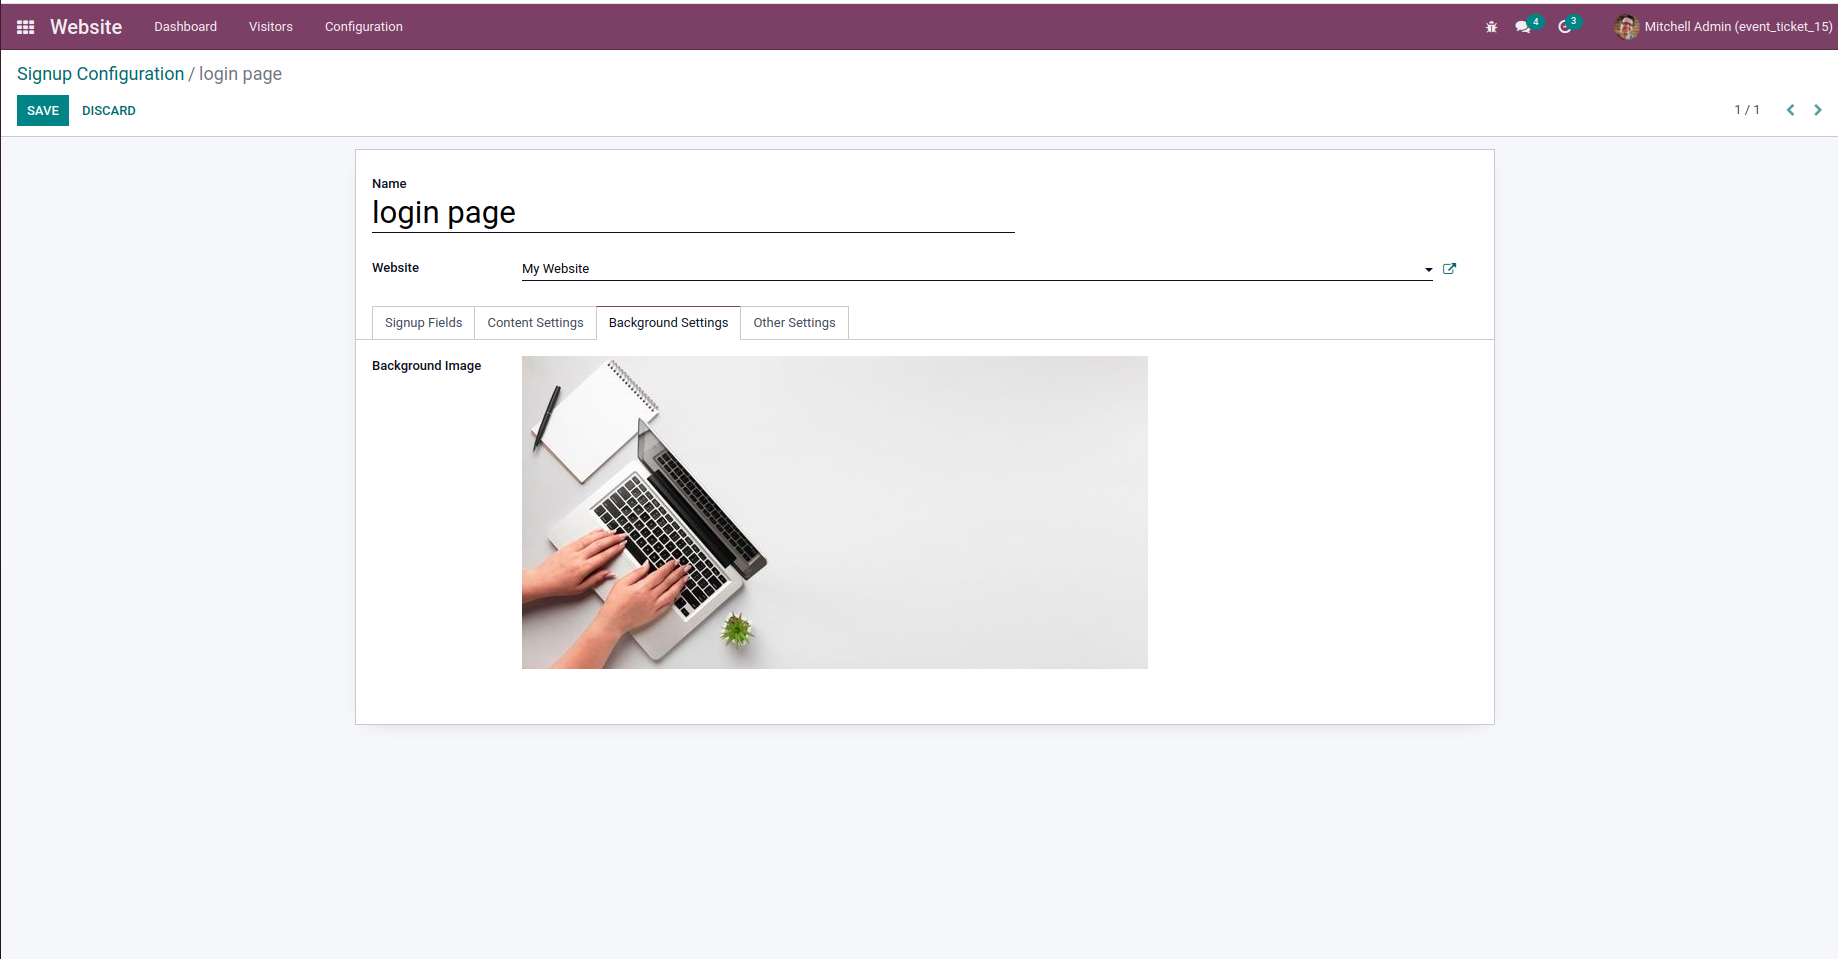 Website Dashboard Visitors Configuration 4 3 Mitchell Admin (event_ticket_15)
Signup Configuration / login page
SAVE DISCARD 1 / 1
Name
login page
Website My Website
Signup Fields Content Settings Background Settings Other Settings
Background Image